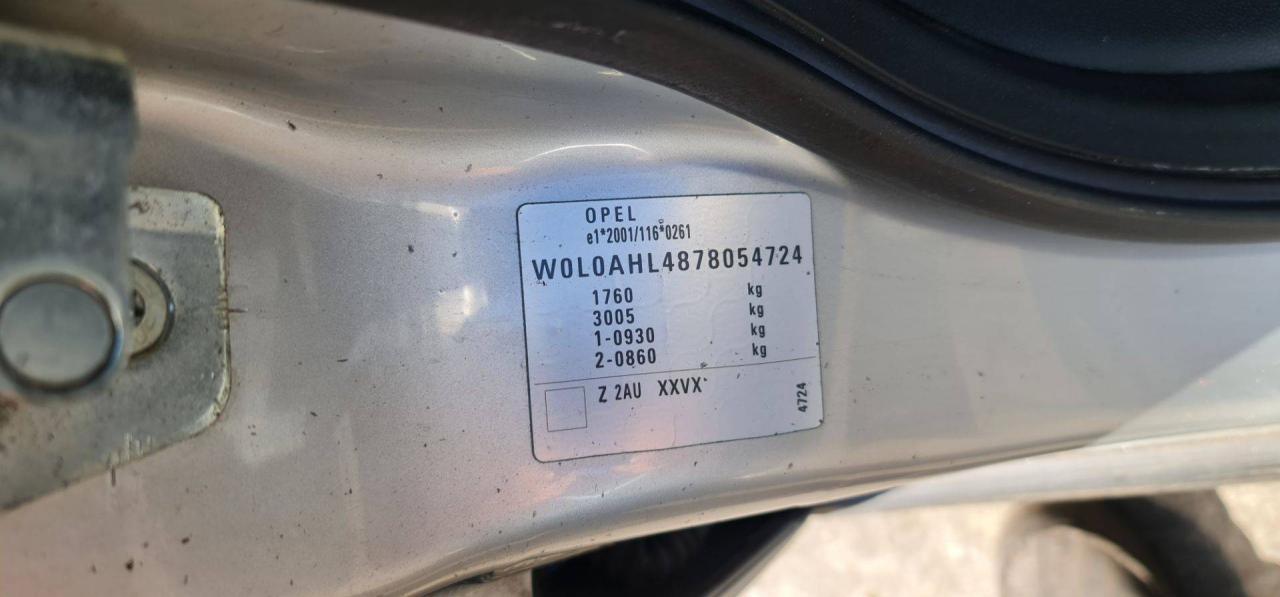 OPEL
e1*2001/116*0261
W0L0AHL4878054724
1760 kg
3005 kg
1-0930 kg
2-0860 kg
Z 2AU XXVX
4724